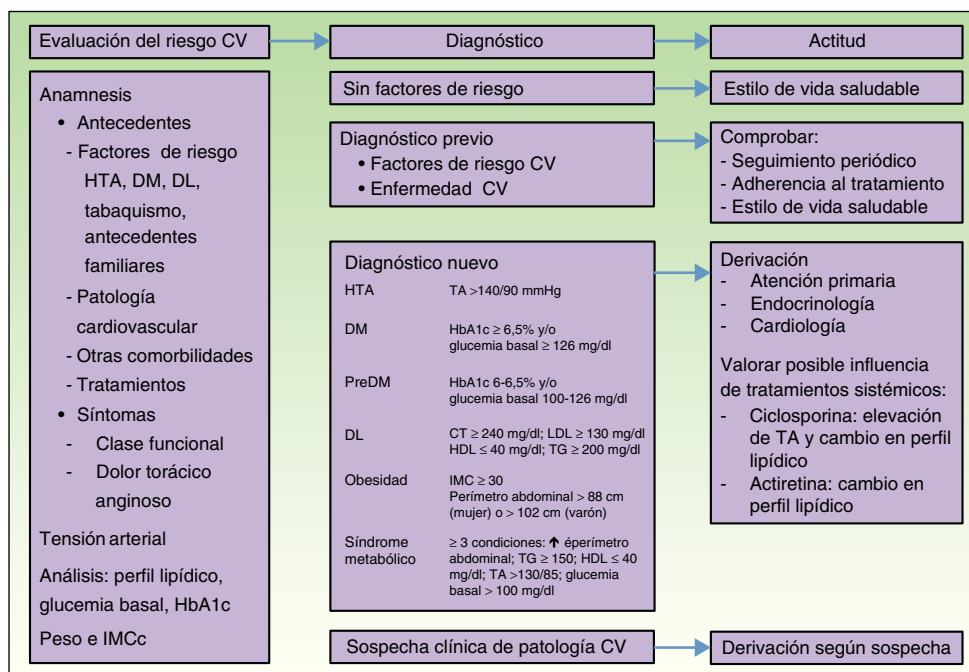 Evaluación del riesgo CV
Diagnóstico
Actitud
Anamnesis
• Antecedentes
- Factores de riesgo
HTA, DM, DL,
tabaquismo,
antecedentes
familiares
- Patología
cardiovascular
- Otras comorbilidades
- Tratamientos
• Síntomas
- Clase funcional
- Dolor torácico
anginoso
Tensión arterial
Análisis: perfil lipídico,
glucemia basal, HbA1c
Peso e IMCc
Sin factores de riesgo
Estilo de vida saludable
Diagnóstico previo
• Factores de riesgo CV
• Enfermedad CV
Comprobar:
- Seguimiento periódico
- Adherencia al tratamiento
- Estilo de vida saludable
Diagnóstico nuevo
HTA TA >140/90 mmHg
DM HbA1c ≥ 6,5% y/o
glucemia basal ≥ 126 mg/dl
PreDM HbA1c 6-6,5% y/o
glucemia basal 100-126 mg/dl
DL CT ≥ 240 mg/dl; LDL ≥ 130 mg/dl
HDL ≤ 40 mg/dl; TG ≥ 200 mg/dl
Obesidad IMC ≥ 30
Perímetro abdominal > 88 cm
(mujer) o > 102 cm (varón)
Síndrome ≥ 3 condiciones: ↑ éperímetro
metabólico abdominal; TG ≥ 150; HDL ≤ 40
mg/dl; TA >130/85; glucemia
basal > 100 mg/dl
Derivación
- Atención primaria
- Endocrinología
- Cardiología
Valorar posible influencia
de tratamientos sistémicos:
- Ciclosporina: elevación
de TA y cambio en perfil
lipídico
- Actiretina: cambio en
perfil lipídico
Sospecha clínica de patología CV
Derivación según sospecha